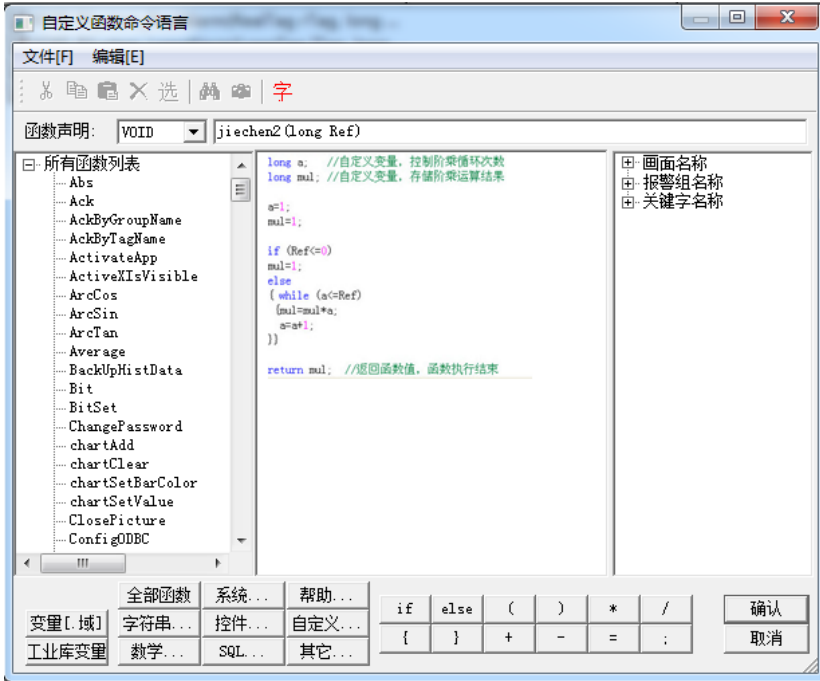 自定义函数命令语言
文件[F] 编辑[E]
选 字
函数声明: VOID jiechen2(long Ref)
所有函数列表
Abs
Ack
AckByGroupName
AckByTagName
ActivateApp
ActiveXIsVisible
ArcCos
ArcSin
ArcTan
Average
BackUpHistData
Bit
BitSet
ChangePassword
chartAdd
chartClear
chartSetBarColor
chartSetValue
ClosePicture
ConfigODBC
long a; //自定义变量，控制阶乘循环次数
long mul; //自定义变量，存储阶乘运算结果
a=1;
mul=1;
if (Ref<=0)
mul=1;
else
{ while (a<=Ref)
{mul=mul*a;
a=a+1;
}}
return mul; //返回函数值，函数执行结束
画面名称
报警组名称
关键字名称
全部函数 系统... 帮助...
变量[.域] 字符串... 控件... 自定义...
工业库变量 数学... SQL... 其它...
if else ( ) * /
{ } + - = ;
确认
取消